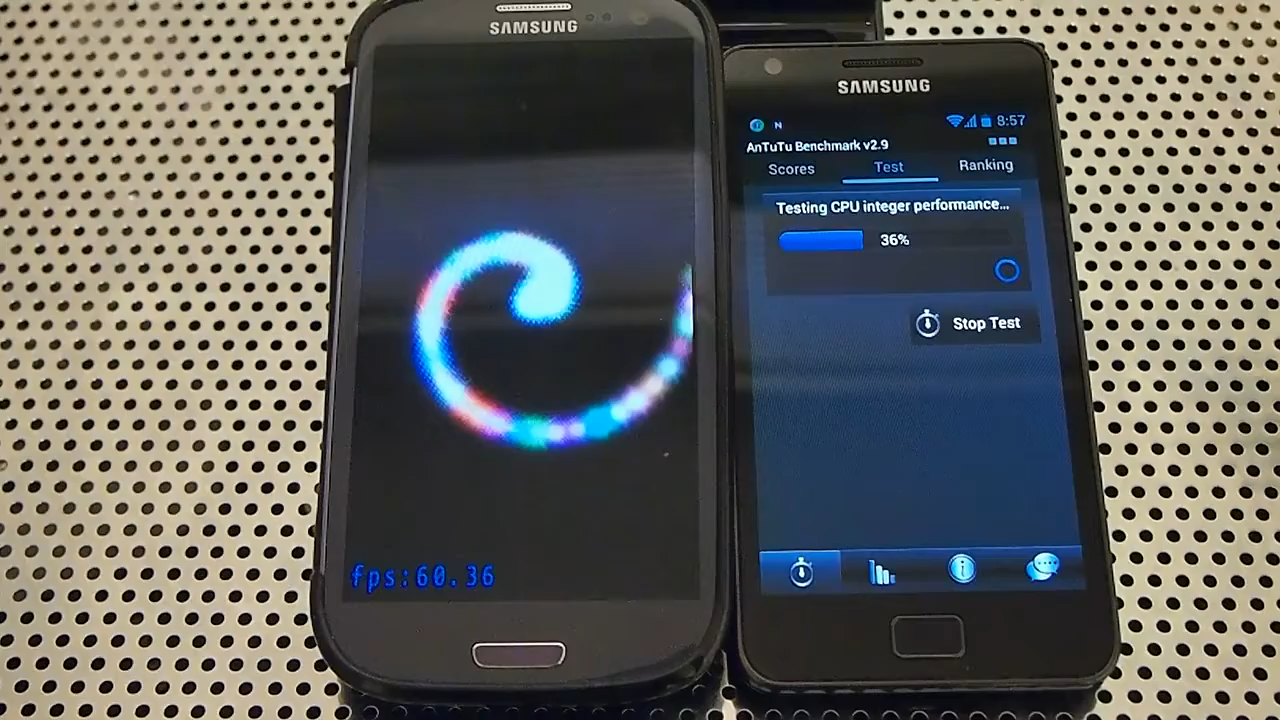 SAMSUNG
fps:60.36
SAMSUNG
N
8:57
AnTuTu Benchmark v2.9
Scores
Test
Ranking
Testing CPU integer performance...
36%
Stop Test